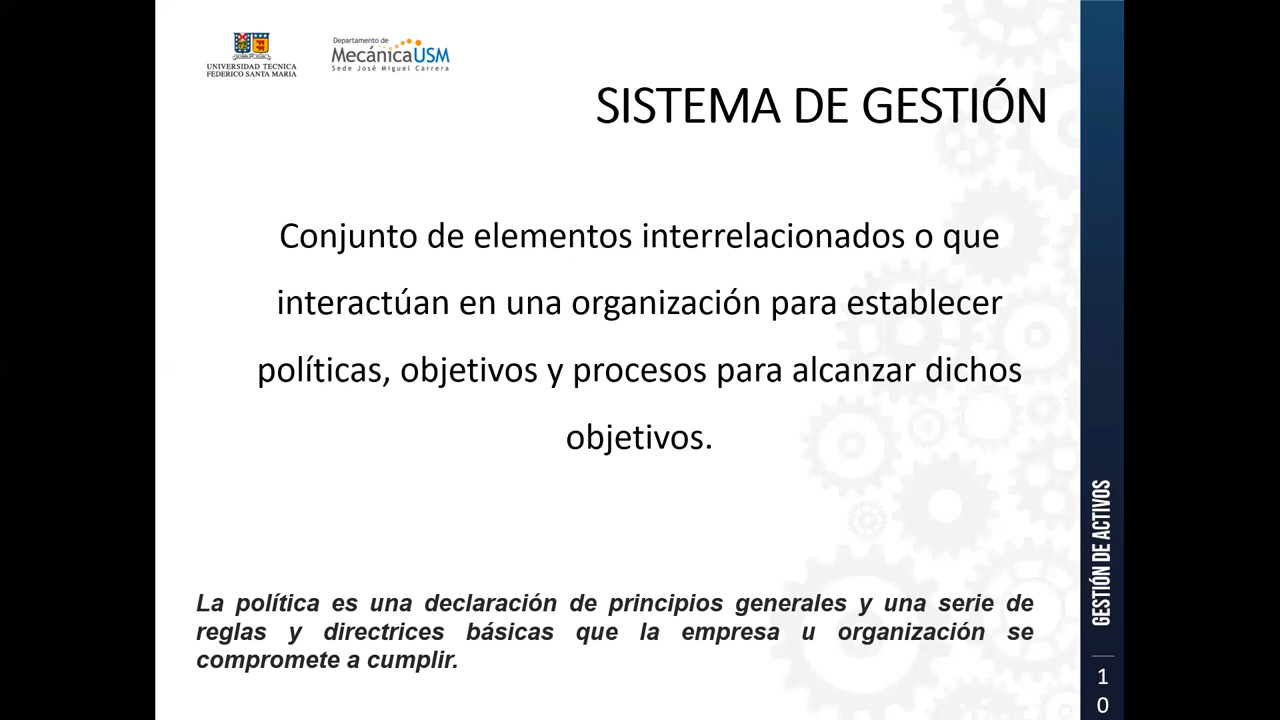 UNIVERSIDAD TECNICA
FEDERICO SANTA MARIA
Departamento de
MecánicaUSM
Sede José Miguel Carrera
SISTEMA DE GESTIÓN
Conjunto de elementos interrelacionados o que
interactúan en una organización para establecer
políticas, objetivos y procesos para alcanzar dichos
objetivos.
La política es una declaración de principios generales y una serie de
reglas y directrices básicas que la empresa u organización se
compromete a cumplir.
GESTIÓN DE ACTIVOS
1
0